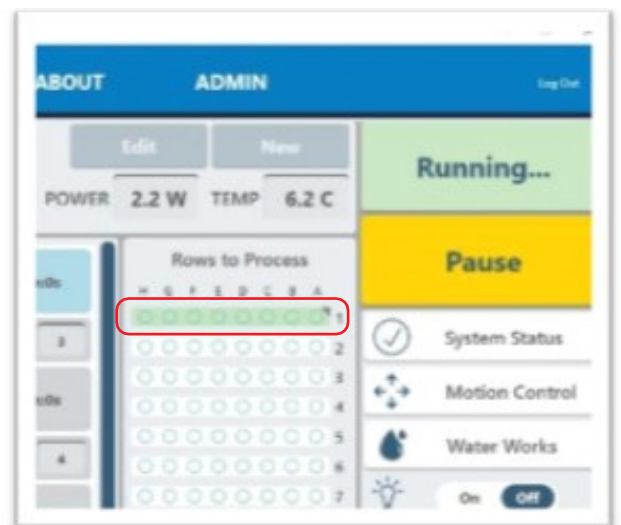 ABOUT ADMIN Log Out
Edit New
Running...
POWER 2.2 W TEMP 6.2 C
Rows to Process
Pause
H G F E D C B A
1
System Status
3
2
3
Motion Control
4
5
Water Works
4
6
7
On Off